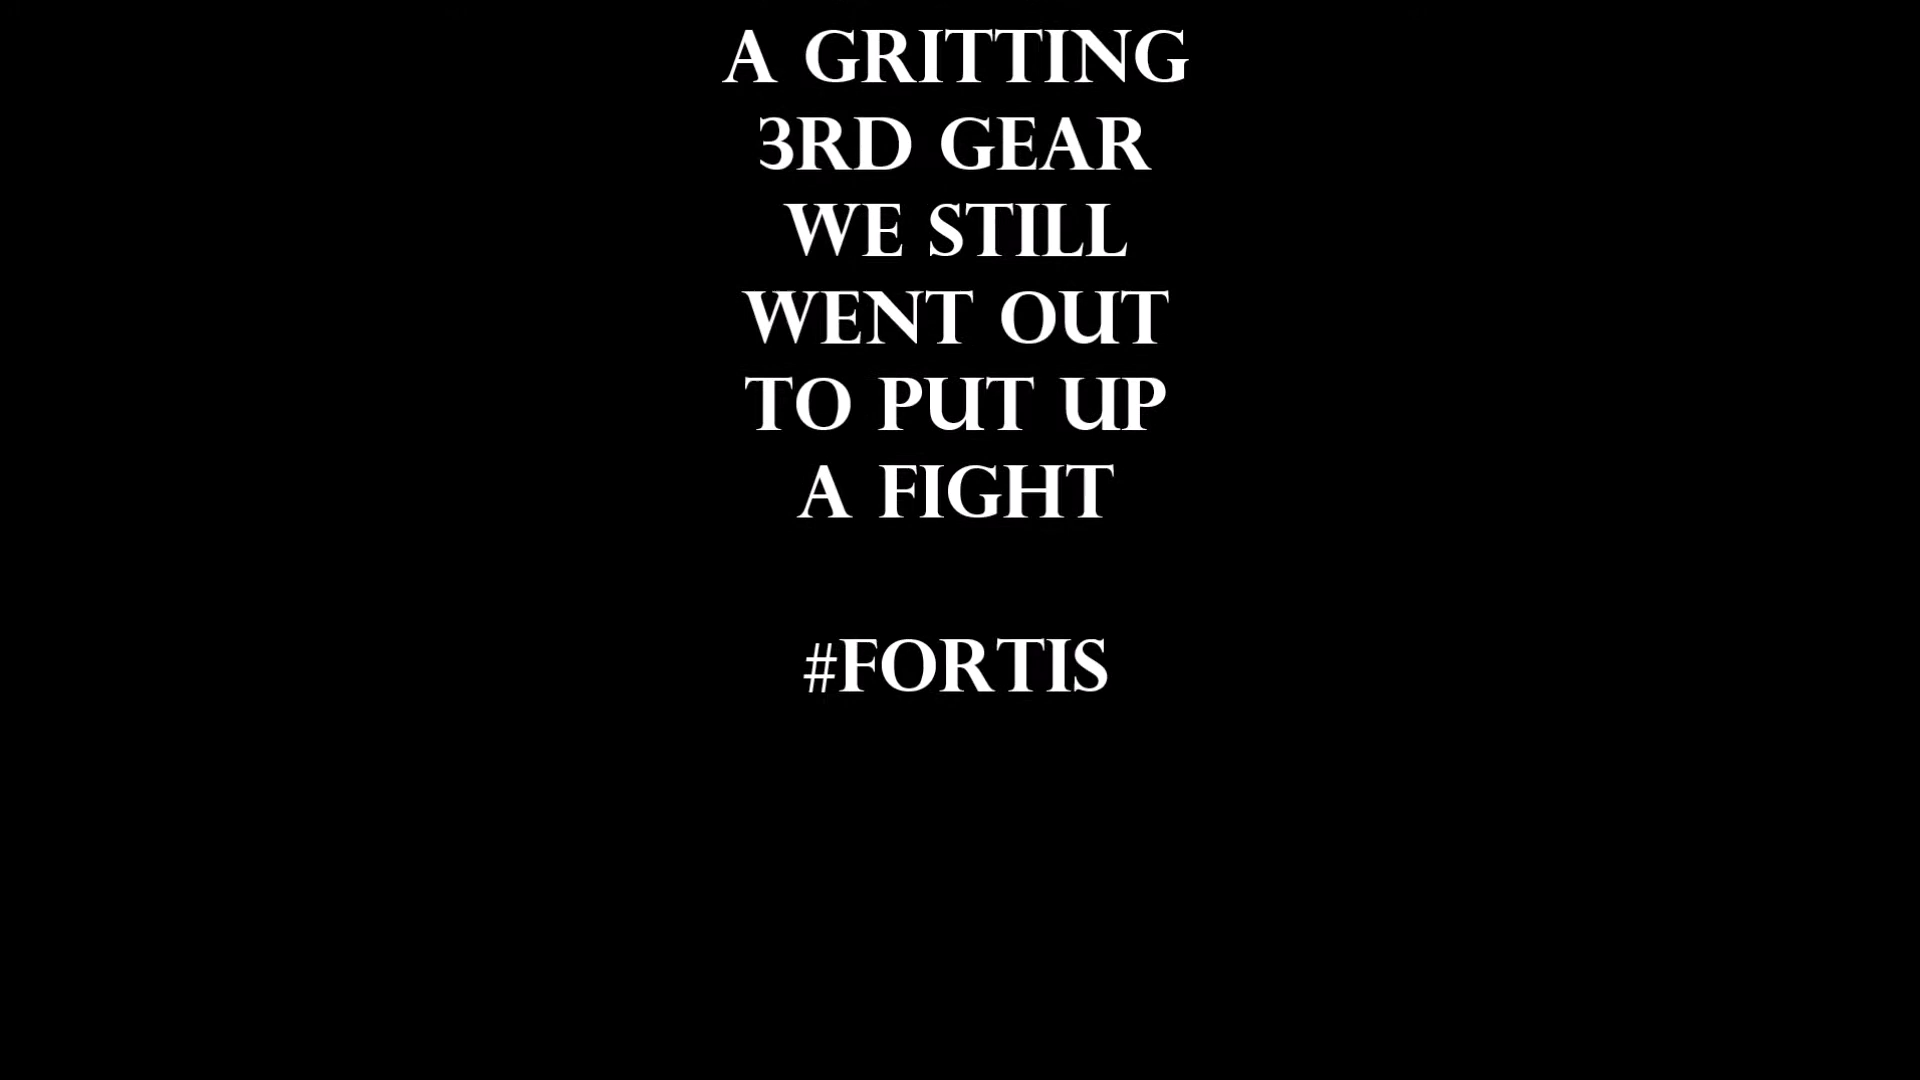 A GRITTING
3RD GEAR
WE STILL
WENT OUT
TO PUT UP
A FIGHT
#FORTIS